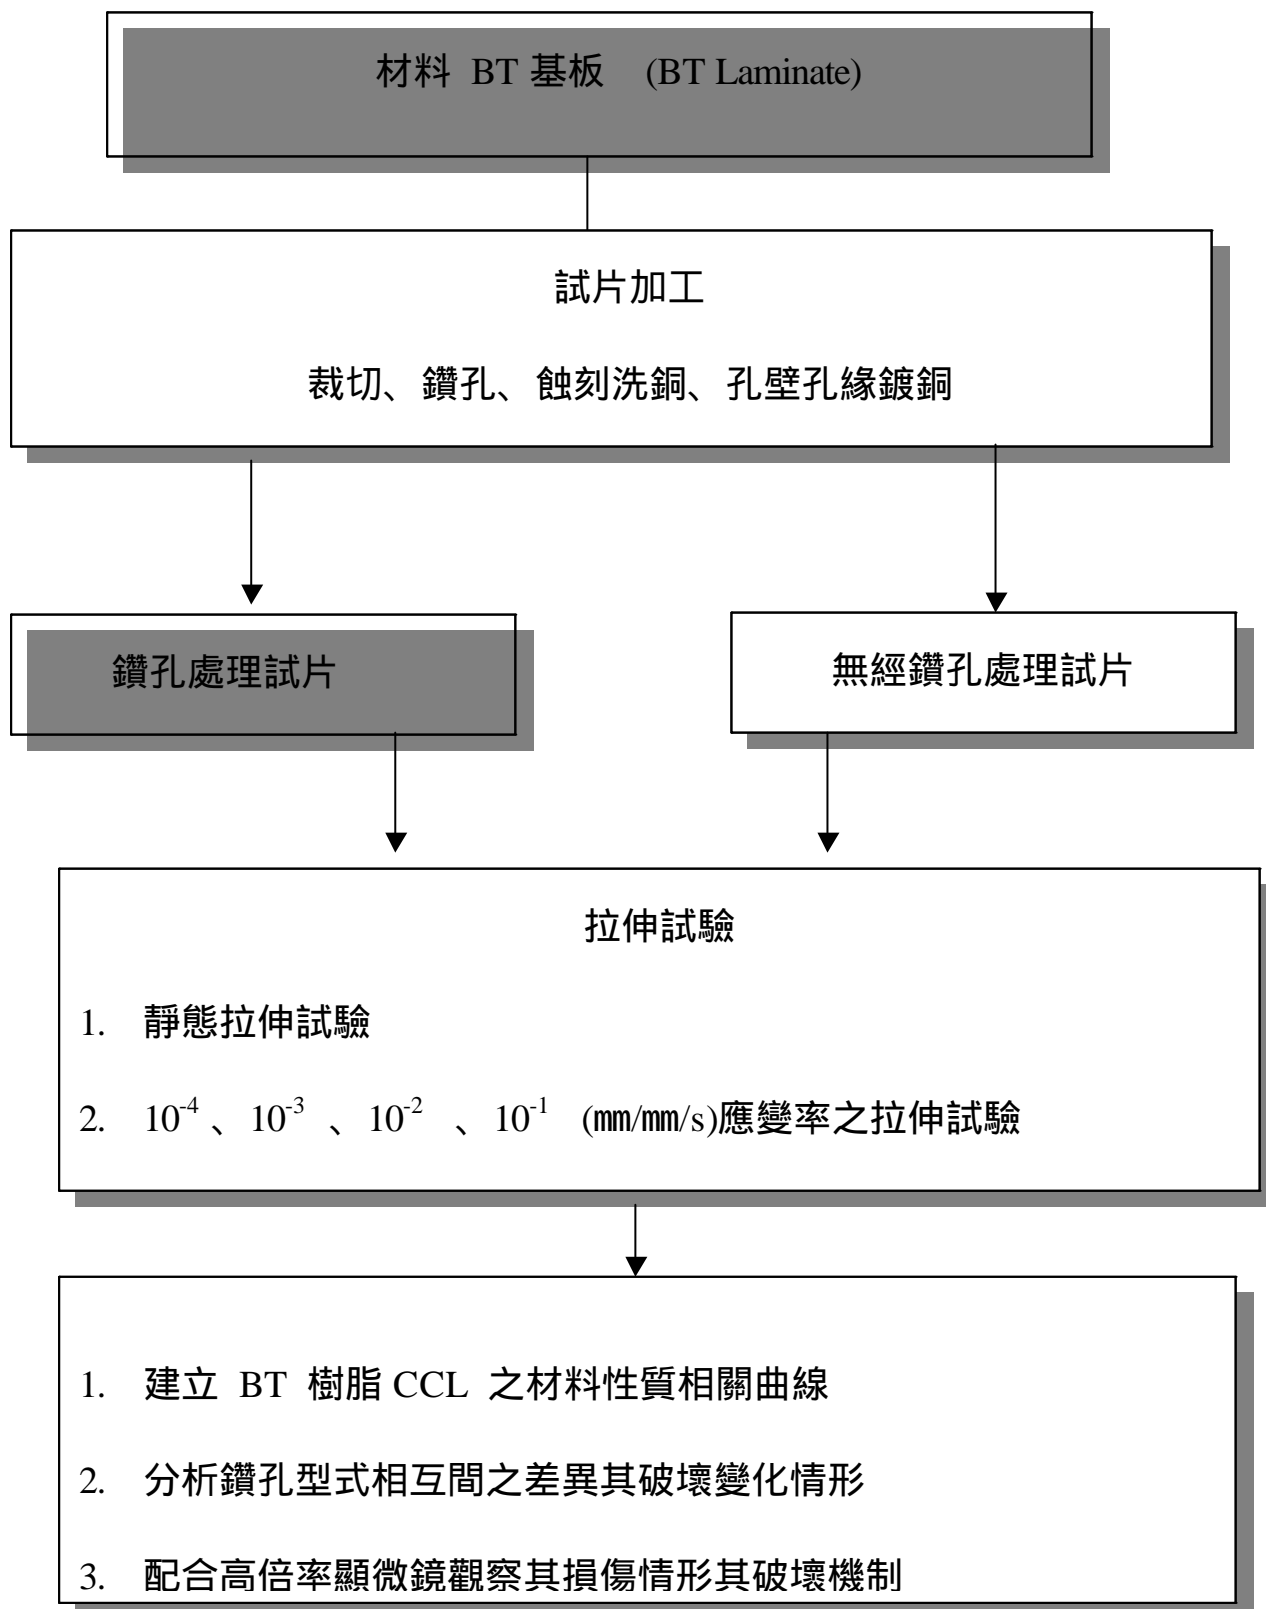 材料 BT 基板 (BT Laminate)
試片加工
裁切、鑽孔、蝕刻洗銅、孔壁孔緣鍍銅
鑽孔處理試片
無經鑽孔處理試片
拉伸試驗
1. 靜態拉伸試驗
2. 10⁻⁴、10⁻³、10⁻²、10⁻¹ (㎜/㎜/s)應變率之拉伸試驗
1. 建立 BT 樹脂 CCL 之材料性質相關曲線
2. 分析鑽孔型式相互間之差異其破壞變化情形
3. 配合高倍率顯微鏡觀察其損傷情形其破壞機制